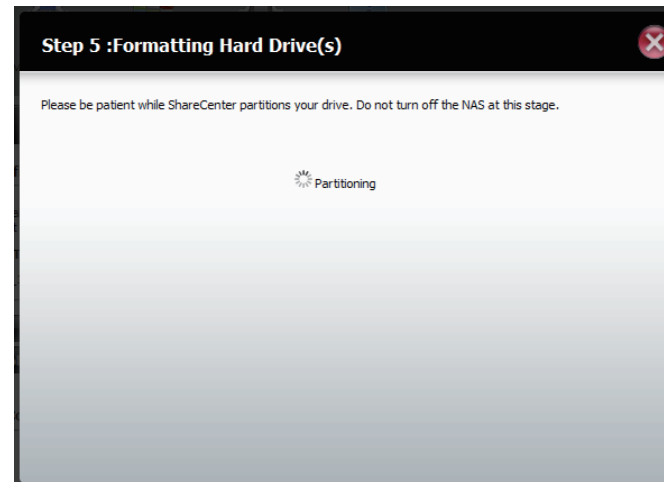 Step 5 :Formatting Hard Drive(s)
Please be patient while ShareCenter partitions your drive. Do not turn off the NAS at this stage.
Partitioning